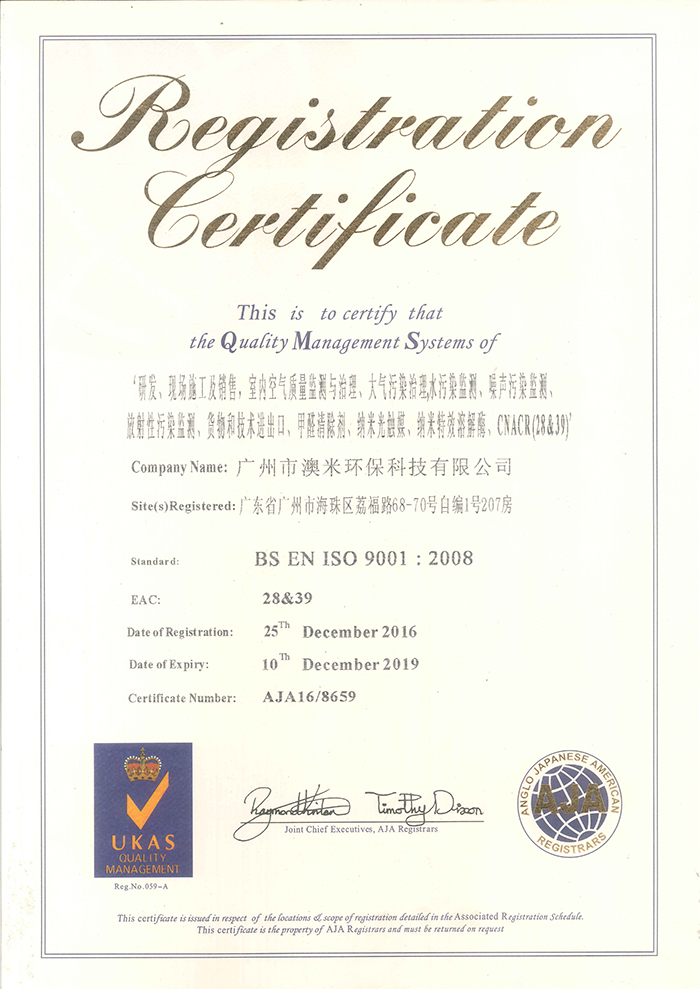 Registration
Certificate
This is to certify that
the Quality Management Systems of
'研发、现场施工及销售，室内空气质量监测与治理、大气污染治理,水污染监测、噪声污染监测、
放射性污染监测、货物和技术进出口、甲醛清除剂、纳米光触媒、纳米特效溶解酶、CNACR(28&39)'
Company Name: 广州市澳米环保科技有限公司
Site(s)Registered: 广东省广州市海珠区荔福路68-70号自编1号207房
Standard: BS EN ISO 9001 : 2008
EAC: 28&39
Date of Registration: 25Th December 2016
Date of Expiry: 10Th December 2019
Certificate Number: AJA16/8659
UKAS
QUALITY
MANAGEMENT
Reg.No.059-A
Timothy Dixon
Joint Chief Executives, AJA Registrars
ANGLO JAPANESE AMERICAN
AJA
REGISTRARS
This certificate is issued in respect of the locations & scope of registration detailed in the Associated Registration Schedule.
This certificate is the property of AJA Registrars and must be returned on request